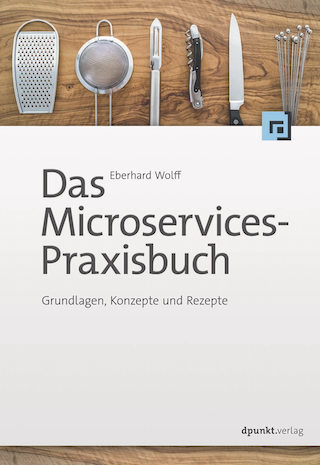 Eberhard Wolff
Das
Microservices-
Praxisbuch
Grundlagen, Konzepte und Rezepte
dpunkt.verlag